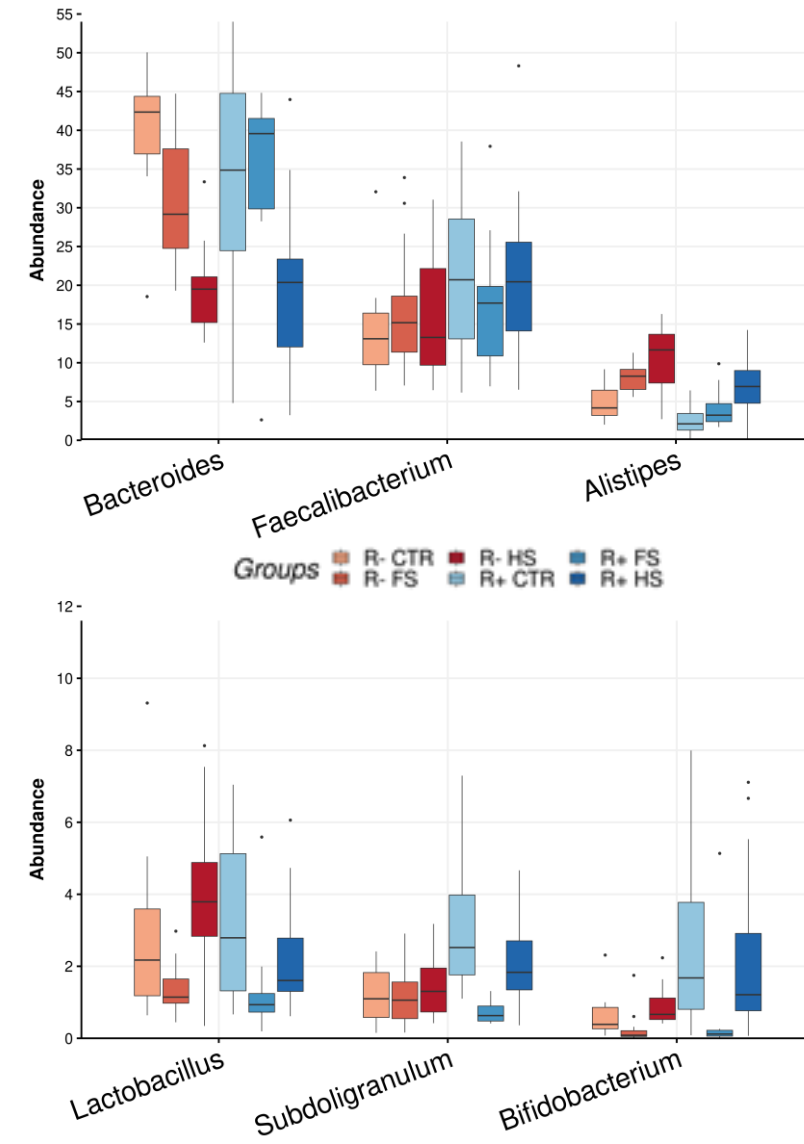 55
50
45
40
35
30
25
20
15
10
5
0
Abundance
Bacteroides
Faecalibacterium
Alistipes
Groups R- CTR R- HS R+ FS
R- FS R+ CTR R+ HS
12
10
8
6
4
2
0
Abundance
Lactobacillus
Subdoligranulum
Bifidobacterium